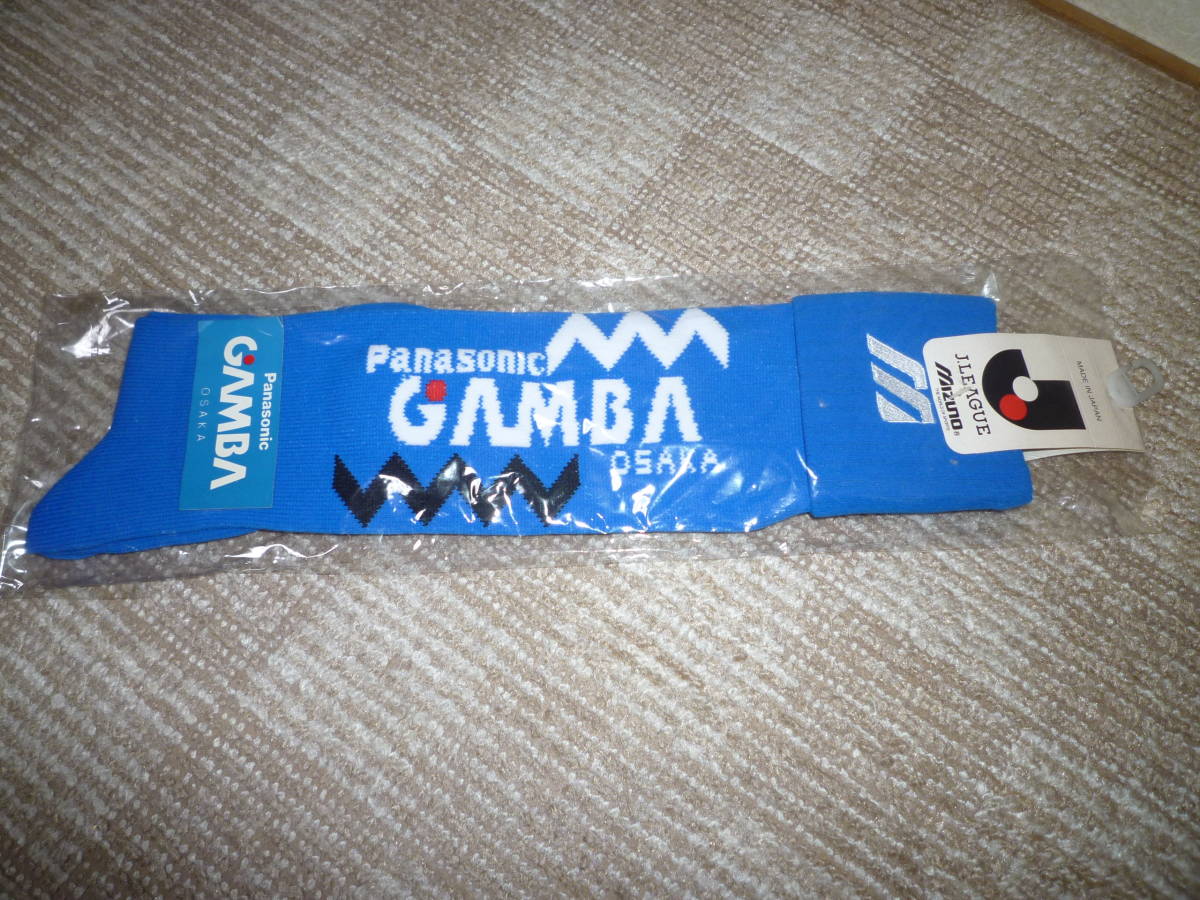 Panasonic
GAMBA
OSAKA
Panasonic
GAMBA
OSAKA
J.LEAGUE
MIZUNO
MADE IN JAPAN